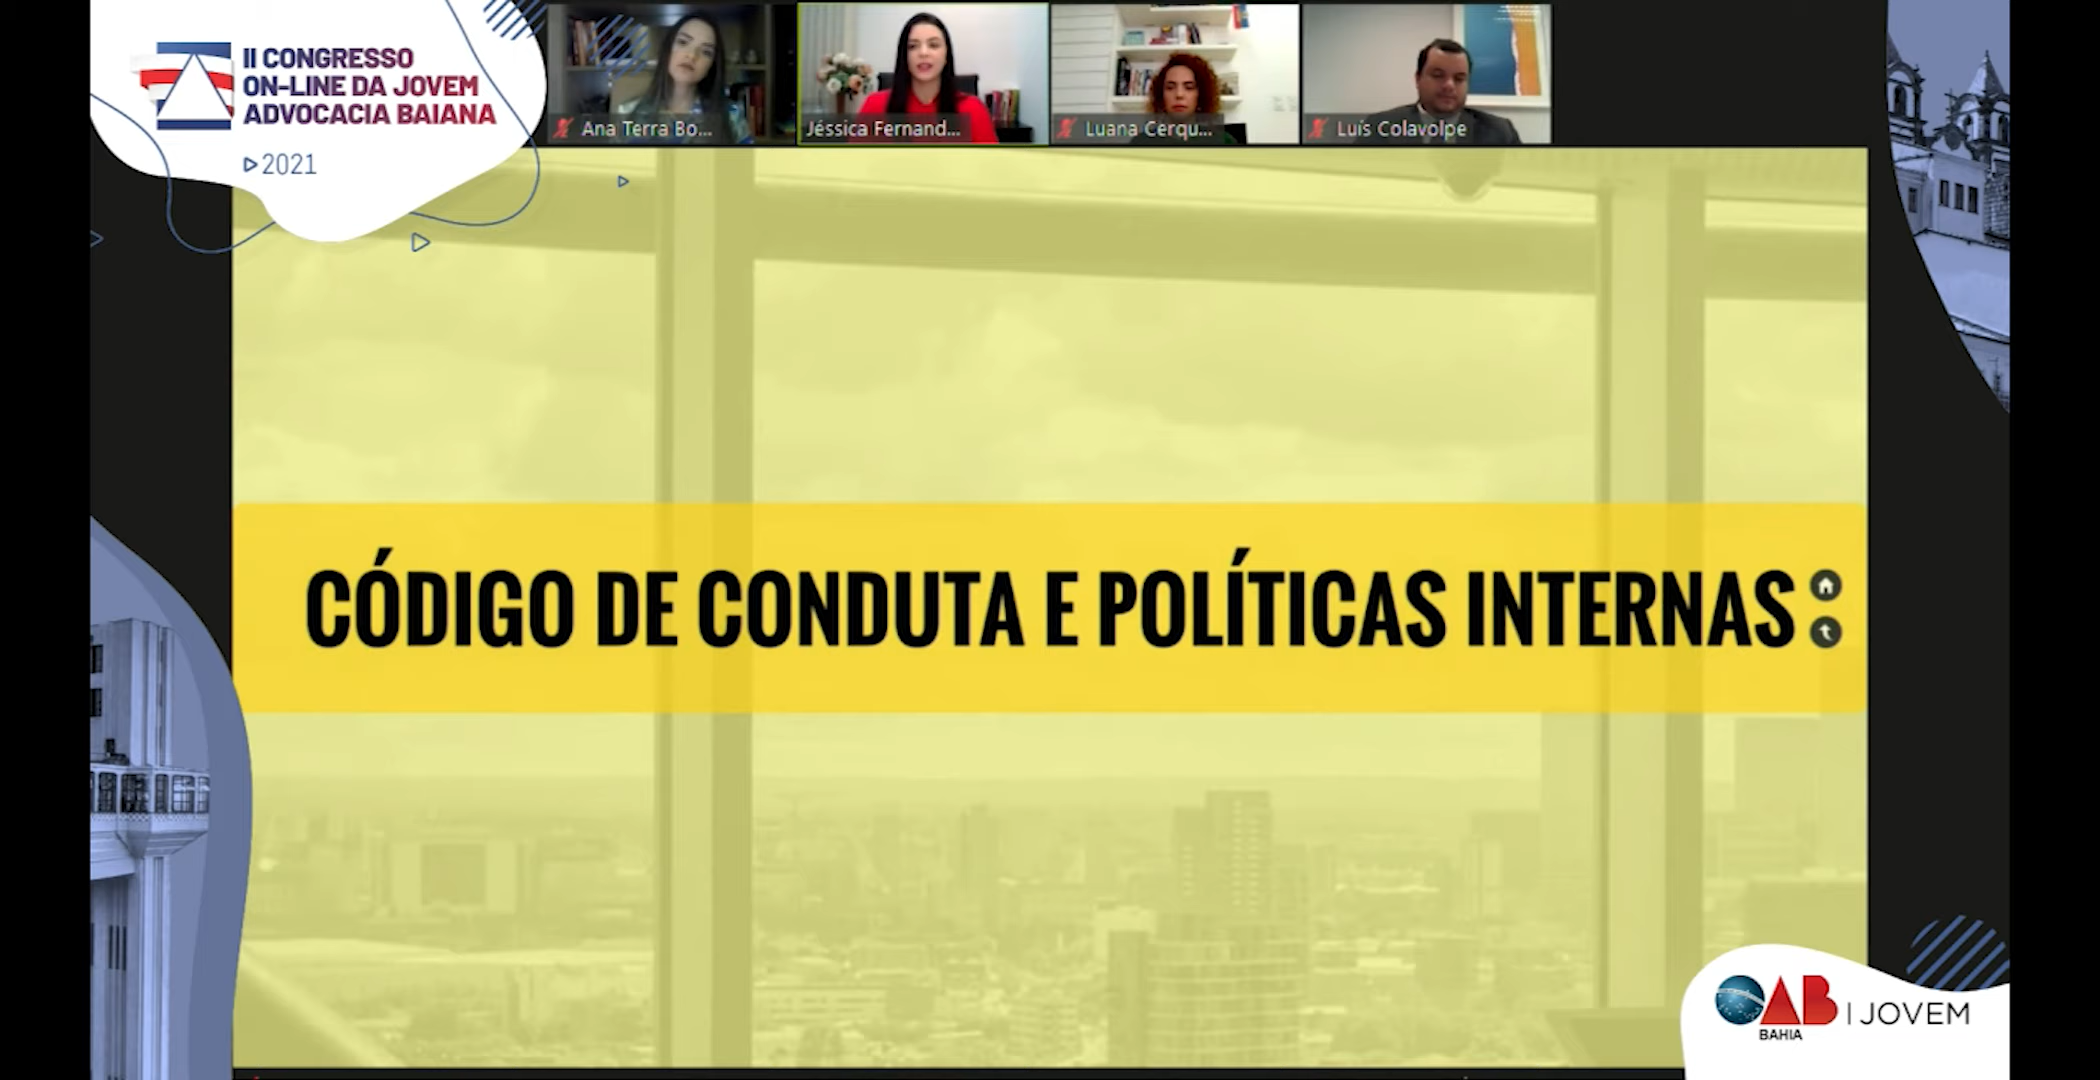 II CONGRESSO
ON-LINE DA JOVEM
ADVOCACIA BAIANA
2021
Ana Terra Bo...
Jéssica Fernand...
Luana Cerqu...
Luís Colavolpe
CÓDIGO DE CONDUTA E POLÍTICAS INTERNAS
OAB | JOVEM
BAHIA